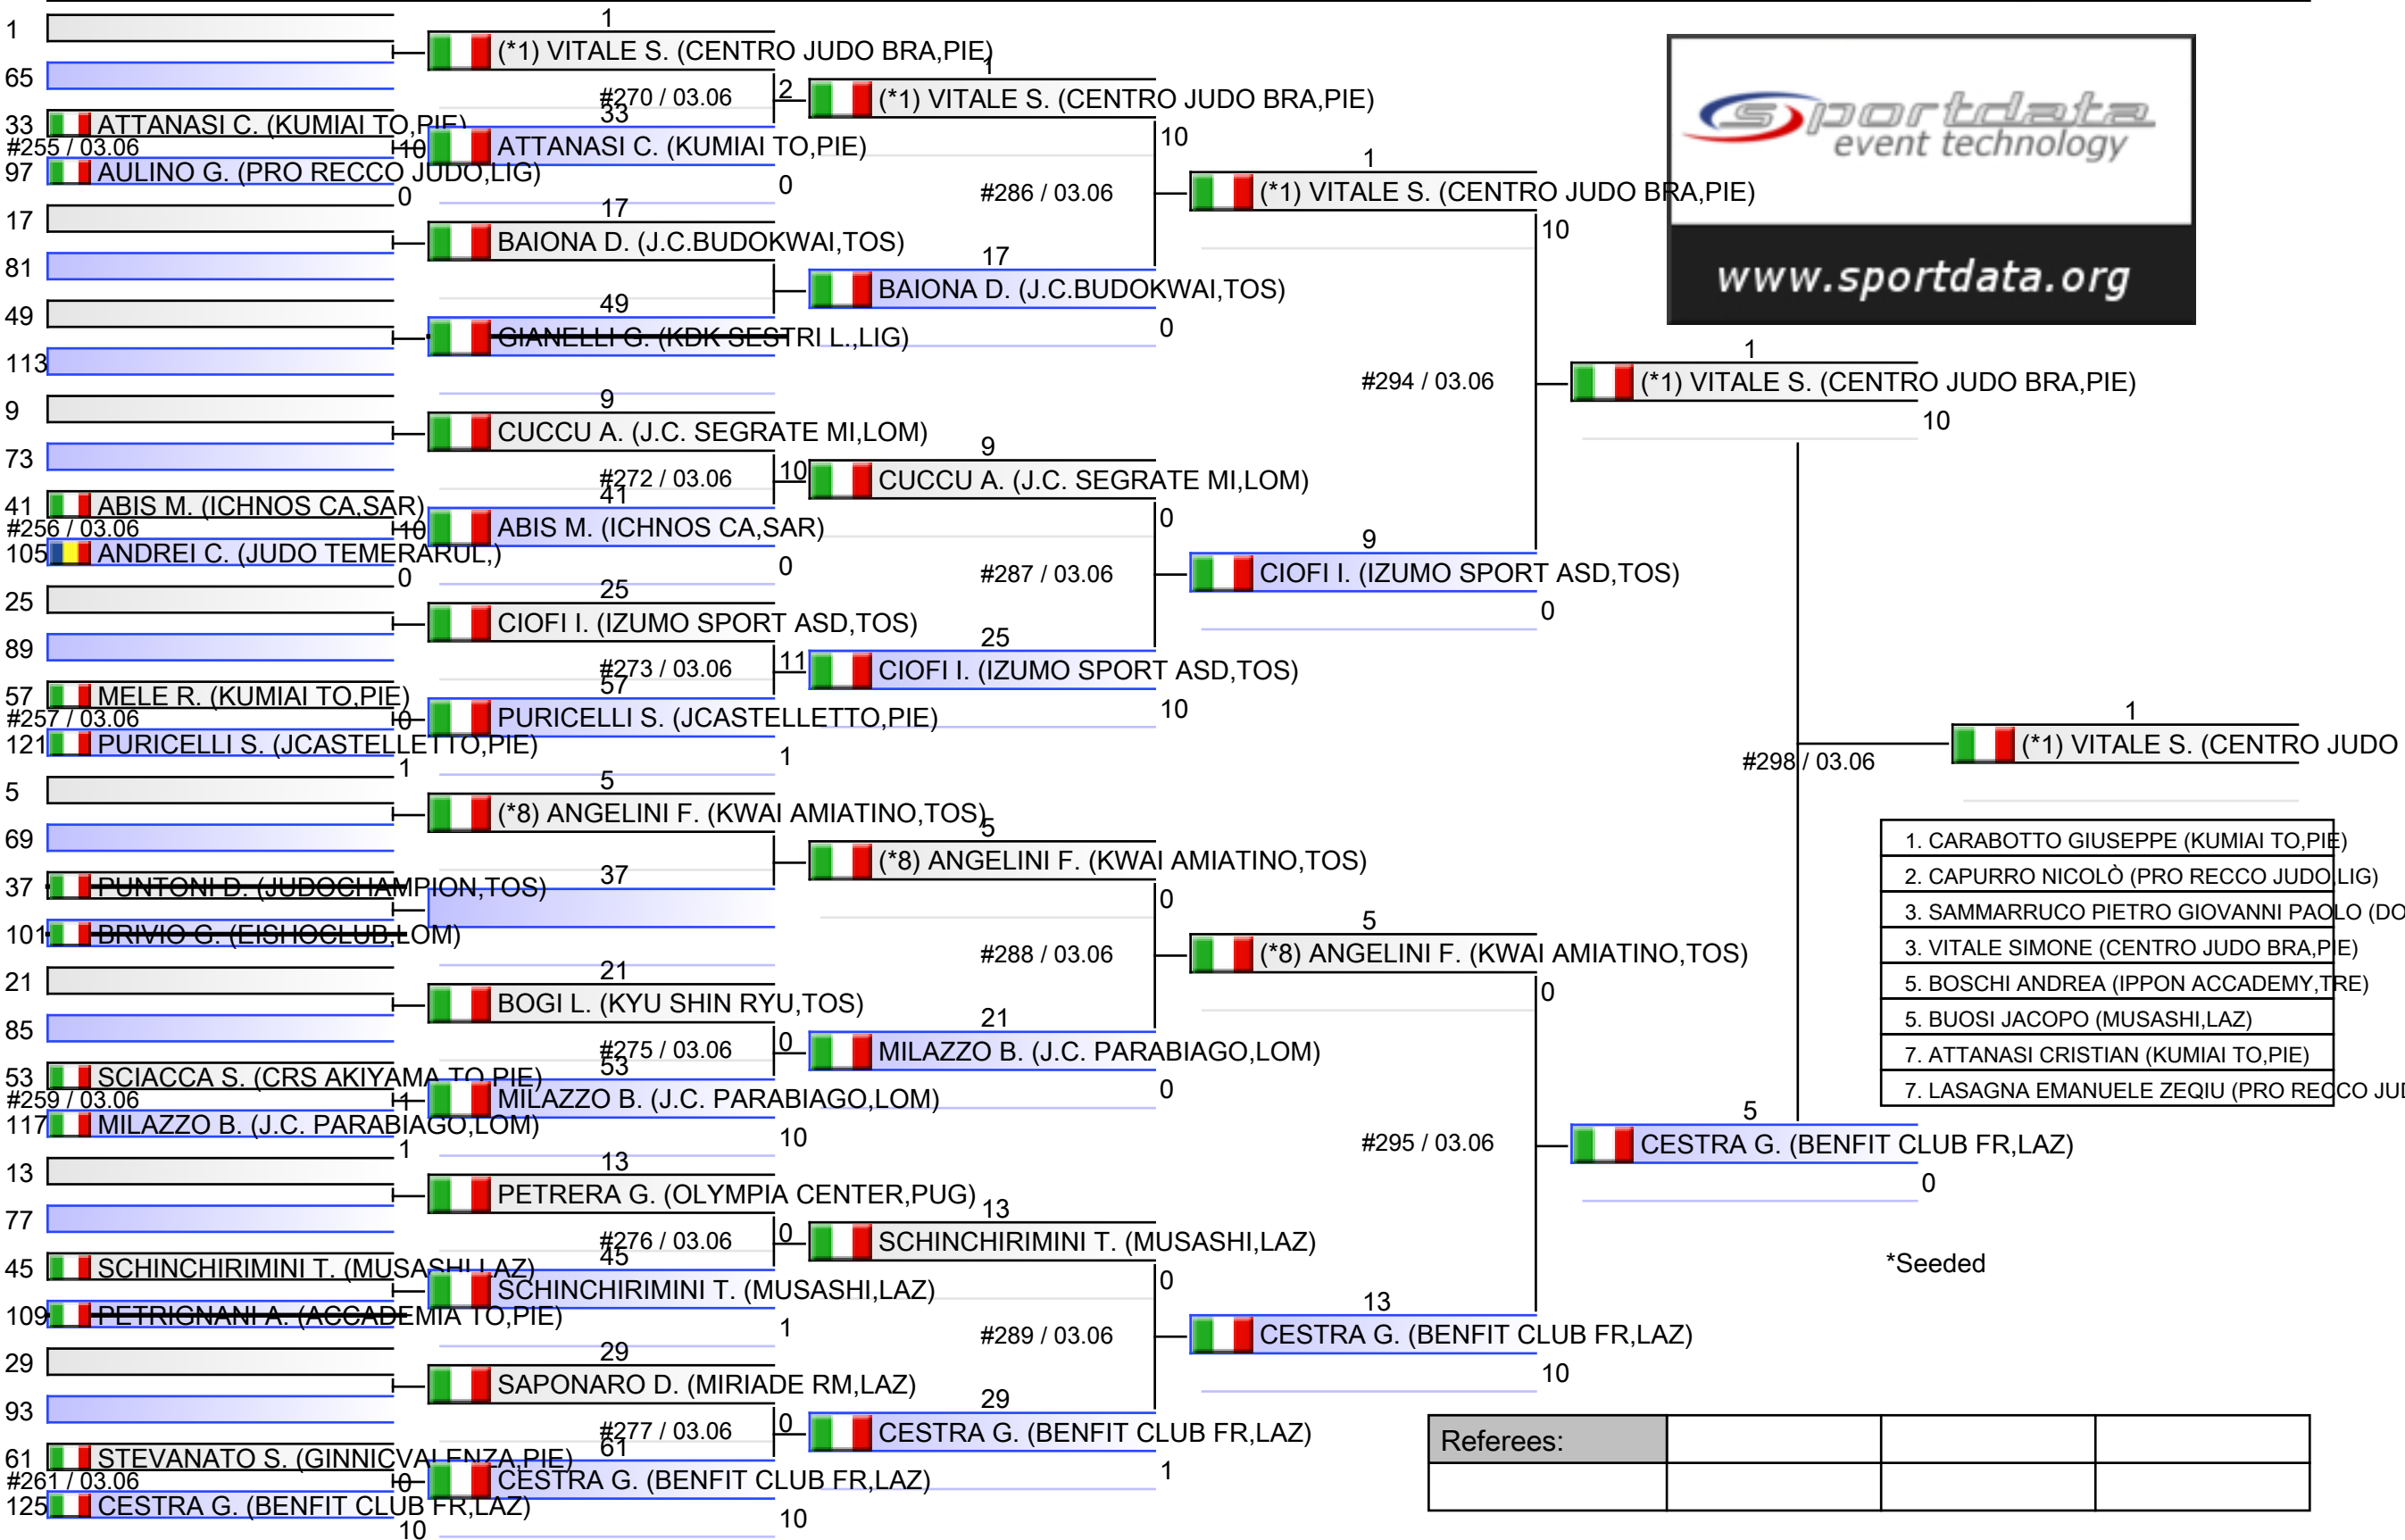 1
65
33 ATTANASI C. (KUMIAI TO,PIE)
#255 / 03.06
10
97 AULINO G. (PRO RECCO JUDO,LIG)
0
17
81
49
113
9
73
41 ABIS M. (ICHNOS CA,SAR)
#256 / 03.06
10
105 ANDREI C. (JUDO TEMERARUL,)
0
25
89
57 MELE R. (KUMIAI TO,PIE)
#257 / 03.06
0
121 PURICELLI S. (JCASTELLETTO,PIE)
1
5
69
37 PUNTONI D. (JUDOCHAMPION,TOS)
101 BRIVIO G. (EISHOCLUB,LOM)
21
85
53 SCIACCA S. (CRS AKIYAMA TO,PIE)
#259 / 03.06
1
117 MILAZZO B. (J.C. PARABIAGO,LOM)
1
13
77
45 SCHINCHIRIMINI T. (MUSASHI,LAZ)
109 PETRIGNANI A. (ACCADEMIA TO,PIE)
29
93
61 STEVANATO S. (GINNICVALENZA,PIE)
#261 / 03.06
0
125 CESTRA G. (BENFIT CLUB FR,LAZ)
10
1
(*1) VITALE S. (CENTRO JUDO BRA,PIE)
#270 / 03.06
2
33
ATTANASI C. (KUMIAI TO,PIE)
0
17
BAIONA D. (J.C.BUDOKWAI,TOS)
49
GIANELLI G. (KDK SESTRI L.,LIG)
9
CUCCU A. (J.C. SEGRATE MI,LOM)
#272 / 03.06
10
41
ABIS M. (ICHNOS CA,SAR)
0
25
CIOFI I. (IZUMO SPORT ASD,TOS)
#273 / 03.06
11
57
PURICELLI S. (JCASTELLETTO,PIE)
1
5
(*8) ANGELINI F. (KWAI AMIATINO,TOS)
37
21
BOGI L. (KYU SHIN RYU,TOS)
#275 / 03.06
0
53
MILAZZO B. (J.C. PARABIAGO,LOM)
10
13
PETRERA G. (OLYMPIA CENTER,PUG)
#276 / 03.06
0
45
SCHINCHIRIMINI T. (MUSASHI,LAZ)
1
29
SAPONARO D. (MIRIADE RM,LAZ)
#277 / 03.06
0
61
CESTRA G. (BENFIT CLUB FR,LAZ)
10
1
(*1) VITALE S. (CENTRO JUDO BRA,PIE)
10
#286 / 03.06
17
BAIONA D. (J.C.BUDOKWAI,TOS)
0
9
CUCCU A. (J.C. SEGRATE MI,LOM)
0
#287 / 03.06
25
CIOFI I. (IZUMO SPORT ASD,TOS)
10
5
(*8) ANGELINI F. (KWAI AMIATINO,TOS)
0
#288 / 03.06
21
MILAZZO B. (J.C. PARABIAGO,LOM)
0
13
SCHINCHIRIMINI T. (MUSASHI,LAZ)
0
#289 / 03.06
29
CESTRA G. (BENFIT CLUB FR,LAZ)
1
1
(*1) VITALE S. (CENTRO JUDO BRA,PIE)
10
#294 / 03.06
9
CIOFI I. (IZUMO SPORT ASD,TOS)
0
5
(*8) ANGELINI F. (KWAI AMIATINO,TOS)
0
#295 / 03.06
13
CESTRA G. (BENFIT CLUB FR,LAZ)
10
1
(*1) VITALE S. (CENTRO JUDO BRA,PIE)
10
#298 / 03.06
5
CESTRA G. (BENFIT CLUB FR,LAZ)
0
1
(*1) VITALE S. (CENTRO JUDO
sportdata
event technology
www.sportdata.org
1. CARABOTTO GIUSEPPE (KUMIAI TO,PIE)
2. CAPURRO NICOLÒ (PRO RECCO JUDO,LIG)
3. SAMMARRUCO PIETRO GIOVANNI PAOLO (DO
3. VITALE SIMONE (CENTRO JUDO BRA,PIE)
5. BOSCHI ANDREA (IPPON ACCADEMY,TRE)
5. BUOSI JACOPO (MUSASHI,LAZ)
7. ATTANASI CRISTIAN (KUMIAI TO,PIE)
7. LASAGNA EMANUELE ZEQIU (PRO RECCO JUD
*Seeded
Referees: